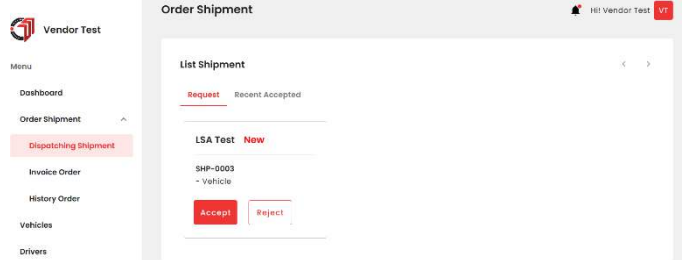 Order Shipment
Hi! Vendor Test VT
Vendor Test
Menu
Dashboard
Order Shipment
Dispatching Shipment
Invoice Order
History Order
Vehicles
Drivers
List Shipment
Request Recent Accepted
LSA Test New
SHP-0003
- Vehicle
Accept Reject